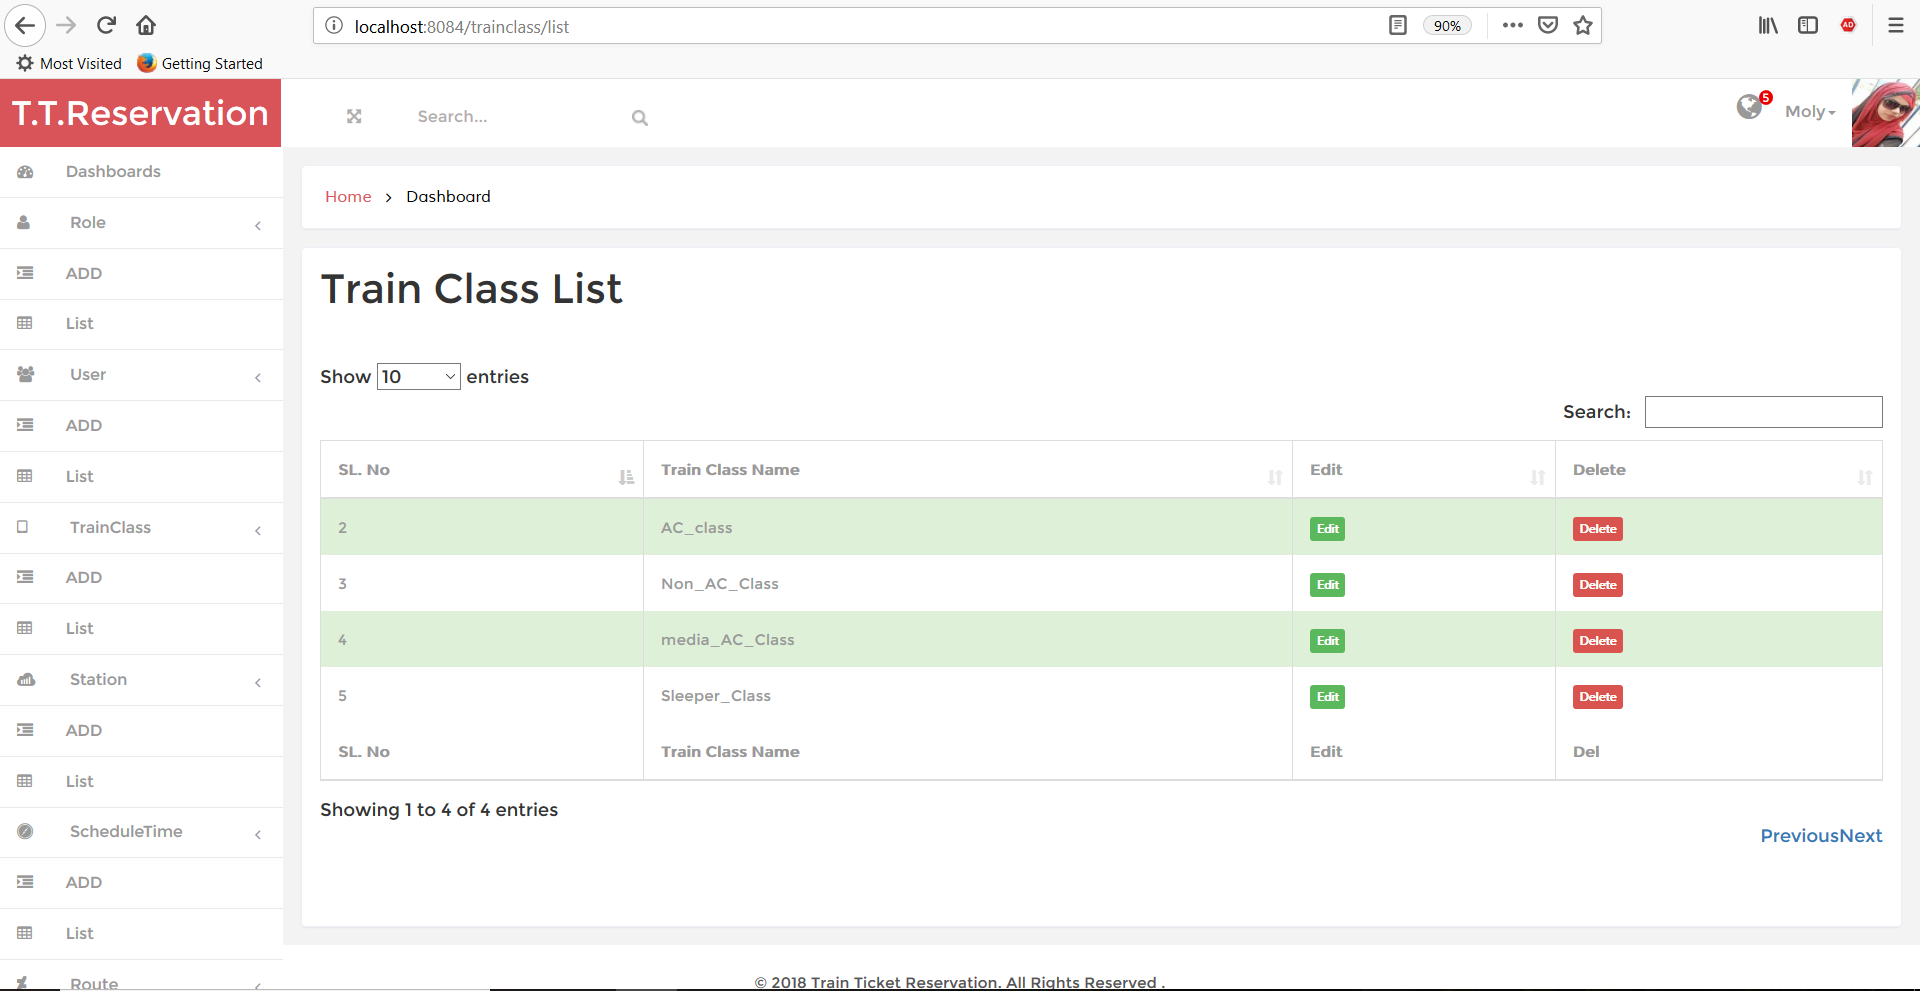 localhost:8084/trainclass/list
90%
AD
Most Visited
Getting Started
T.T.Reservation
Search...
5
Moly
Dashboards
Role
ADD
List
User
ADD
List
TrainClass
ADD
List
Station
ADD
List
ScheduleTime
ADD
List
Route
Home > Dashboard
Train Class List
Show 10 entries
Search:
SL. No Train Class Name Edit Delete
2 AC_class Edit Delete
3 Non_AC_Class Edit Delete
4 media_AC_Class Edit Delete
5 Sleeper_Class Edit Delete
SL. No Train Class Name Edit Del
Showing 1 to 4 of 4 entries
PreviousNext
© 2018 Train Ticket Reservation. All Rights Reserved .